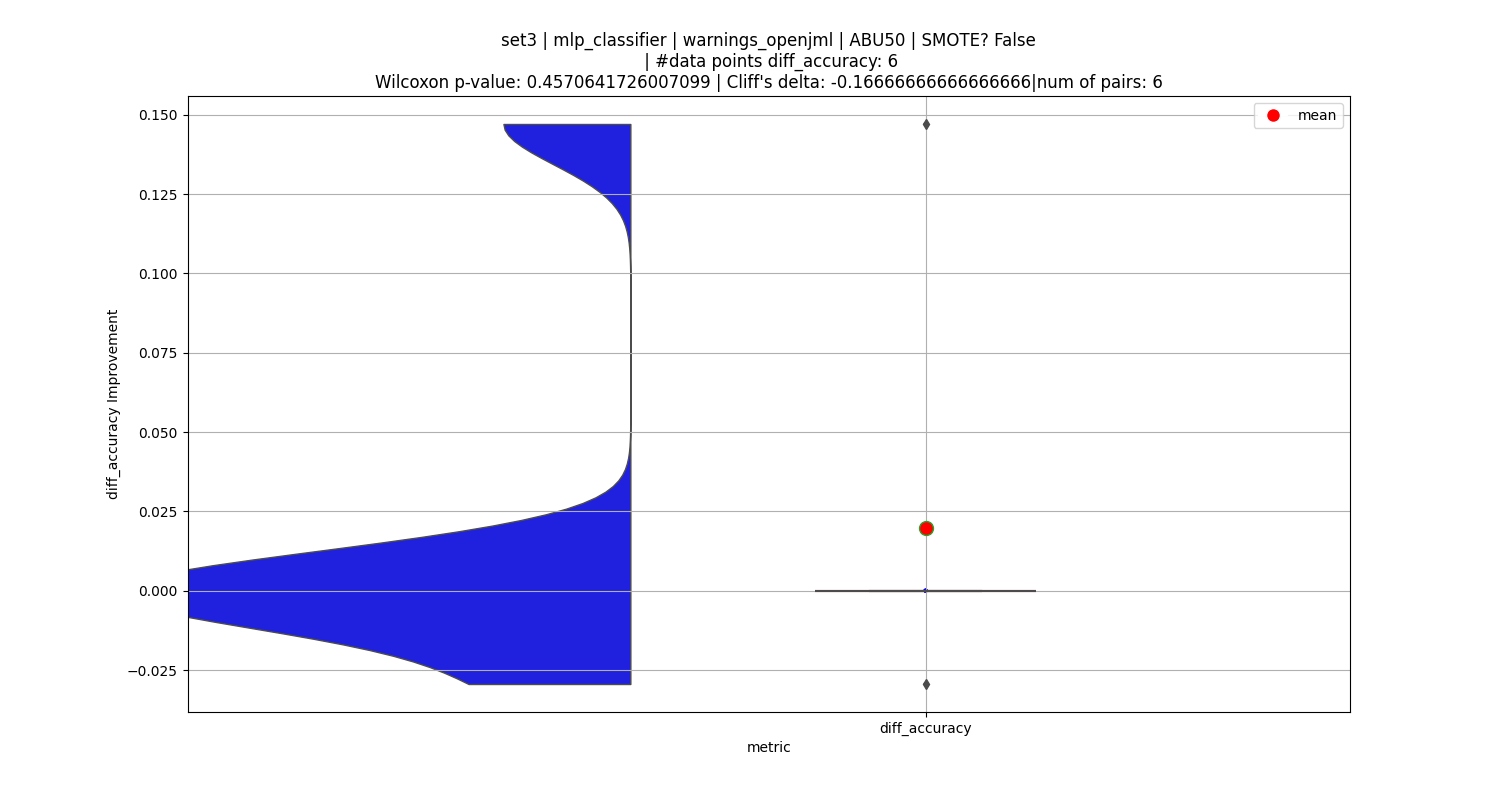 set3 | mlp_classifier | warnings_openjml | ABU50 | SMOTE? False
| #data points diff_accuracy: 6
Wilcoxon p-value: 0.4570641726007099 | Cliff's delta: -0.16666666666666666|num of pairs: 6
mean
0.150
0.125
0.100
0.075
0.050
0.025
0.000
−0.025
diff_accuracy Improvement
diff_accuracy
metric